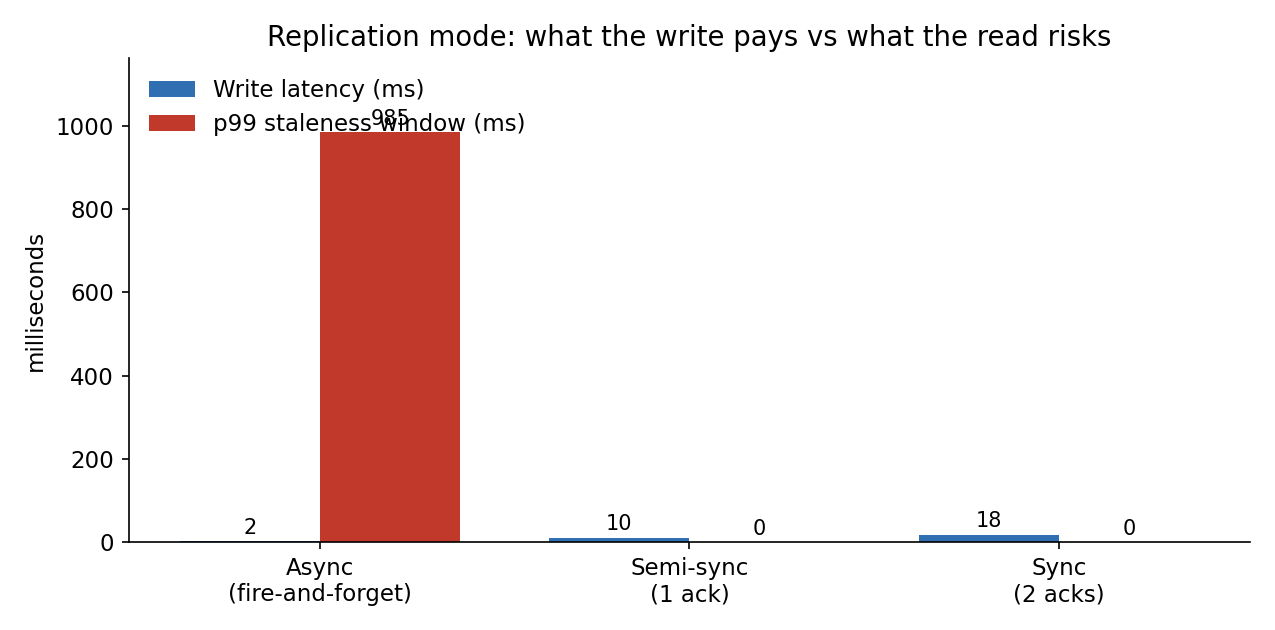 Replication mode: what the write pays vs what the read risks
Write latency (ms)
p99 staleness window (ms)
985
1000
800
600
400
200
0
milliseconds
2
10
0
18
0
Async
(fire-and-forget)
Semi-sync
(1 ack)
Sync
(2 acks)